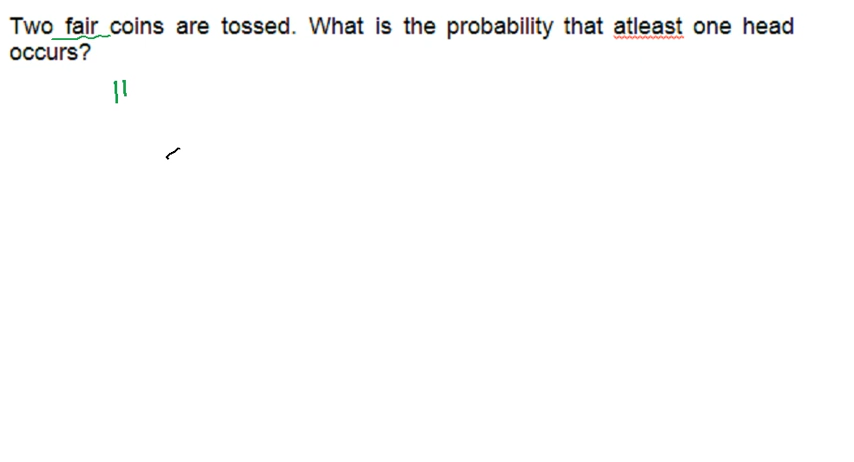 Two fair coins are tossed. What is the probability that atleast one head
occurs?